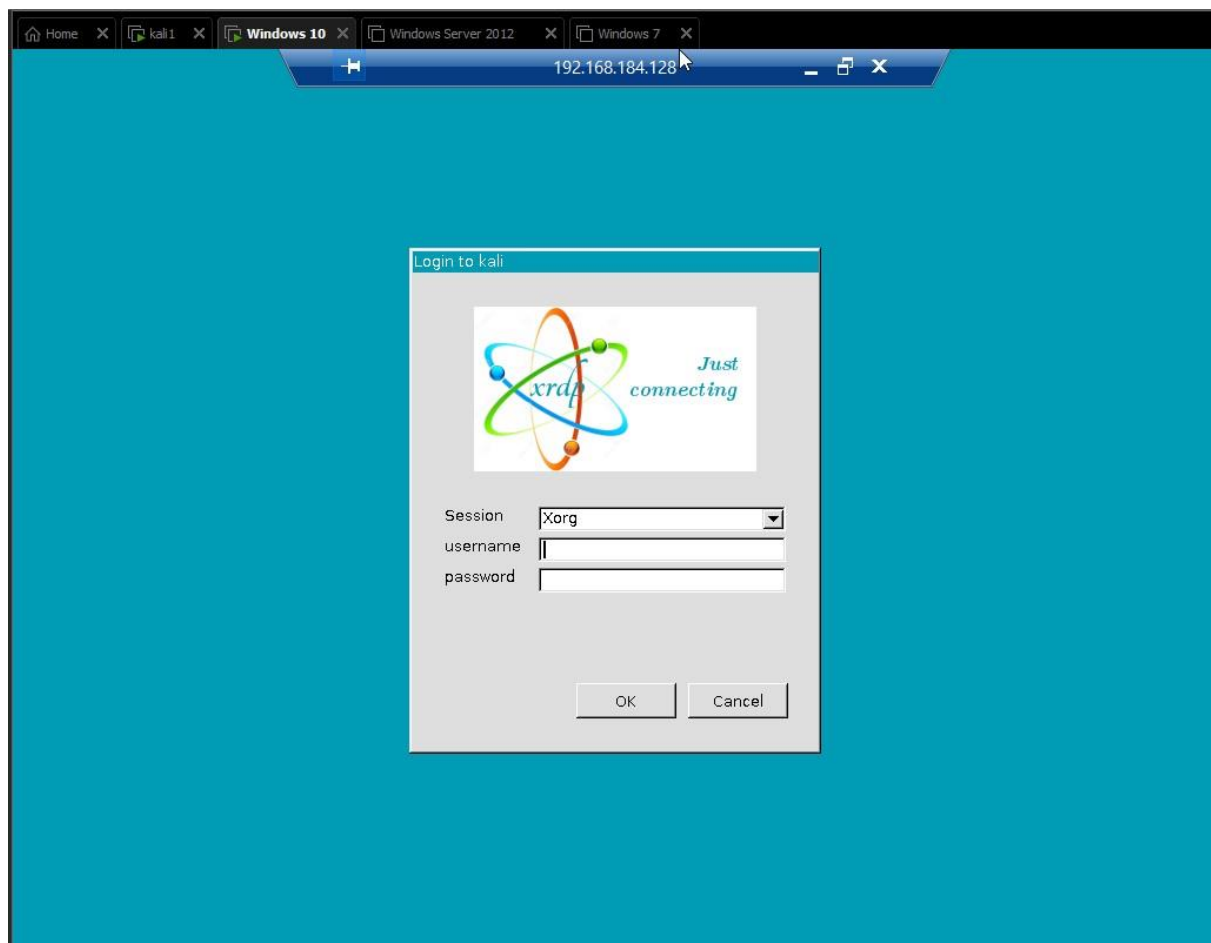 Home kali1 Windows 10 Windows Server 2012 Windows 7
192.168.184.128
Login to kali
Just
xrdp connecting
Session Xorg
username
password
OK Cancel